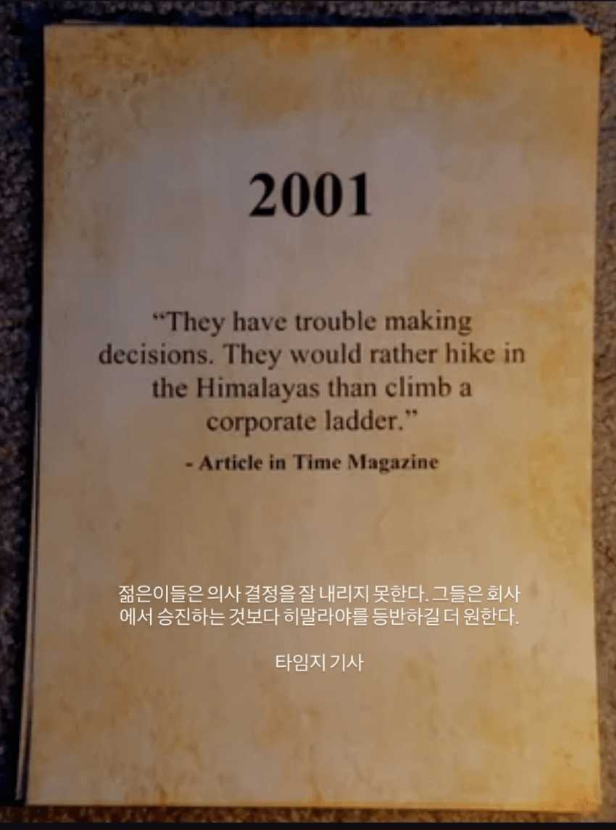 2001
“They have trouble making
decisions. They would rather hike in
the Himalayas than climb a
corporate ladder.”
- Article in Time Magazine
젊은이들은 의사 결정을 잘 내리지 못한다. 그들은 회사
에서 승진하는 것보다 히말라야를 등반하길 더 원한다.
타임지 기사